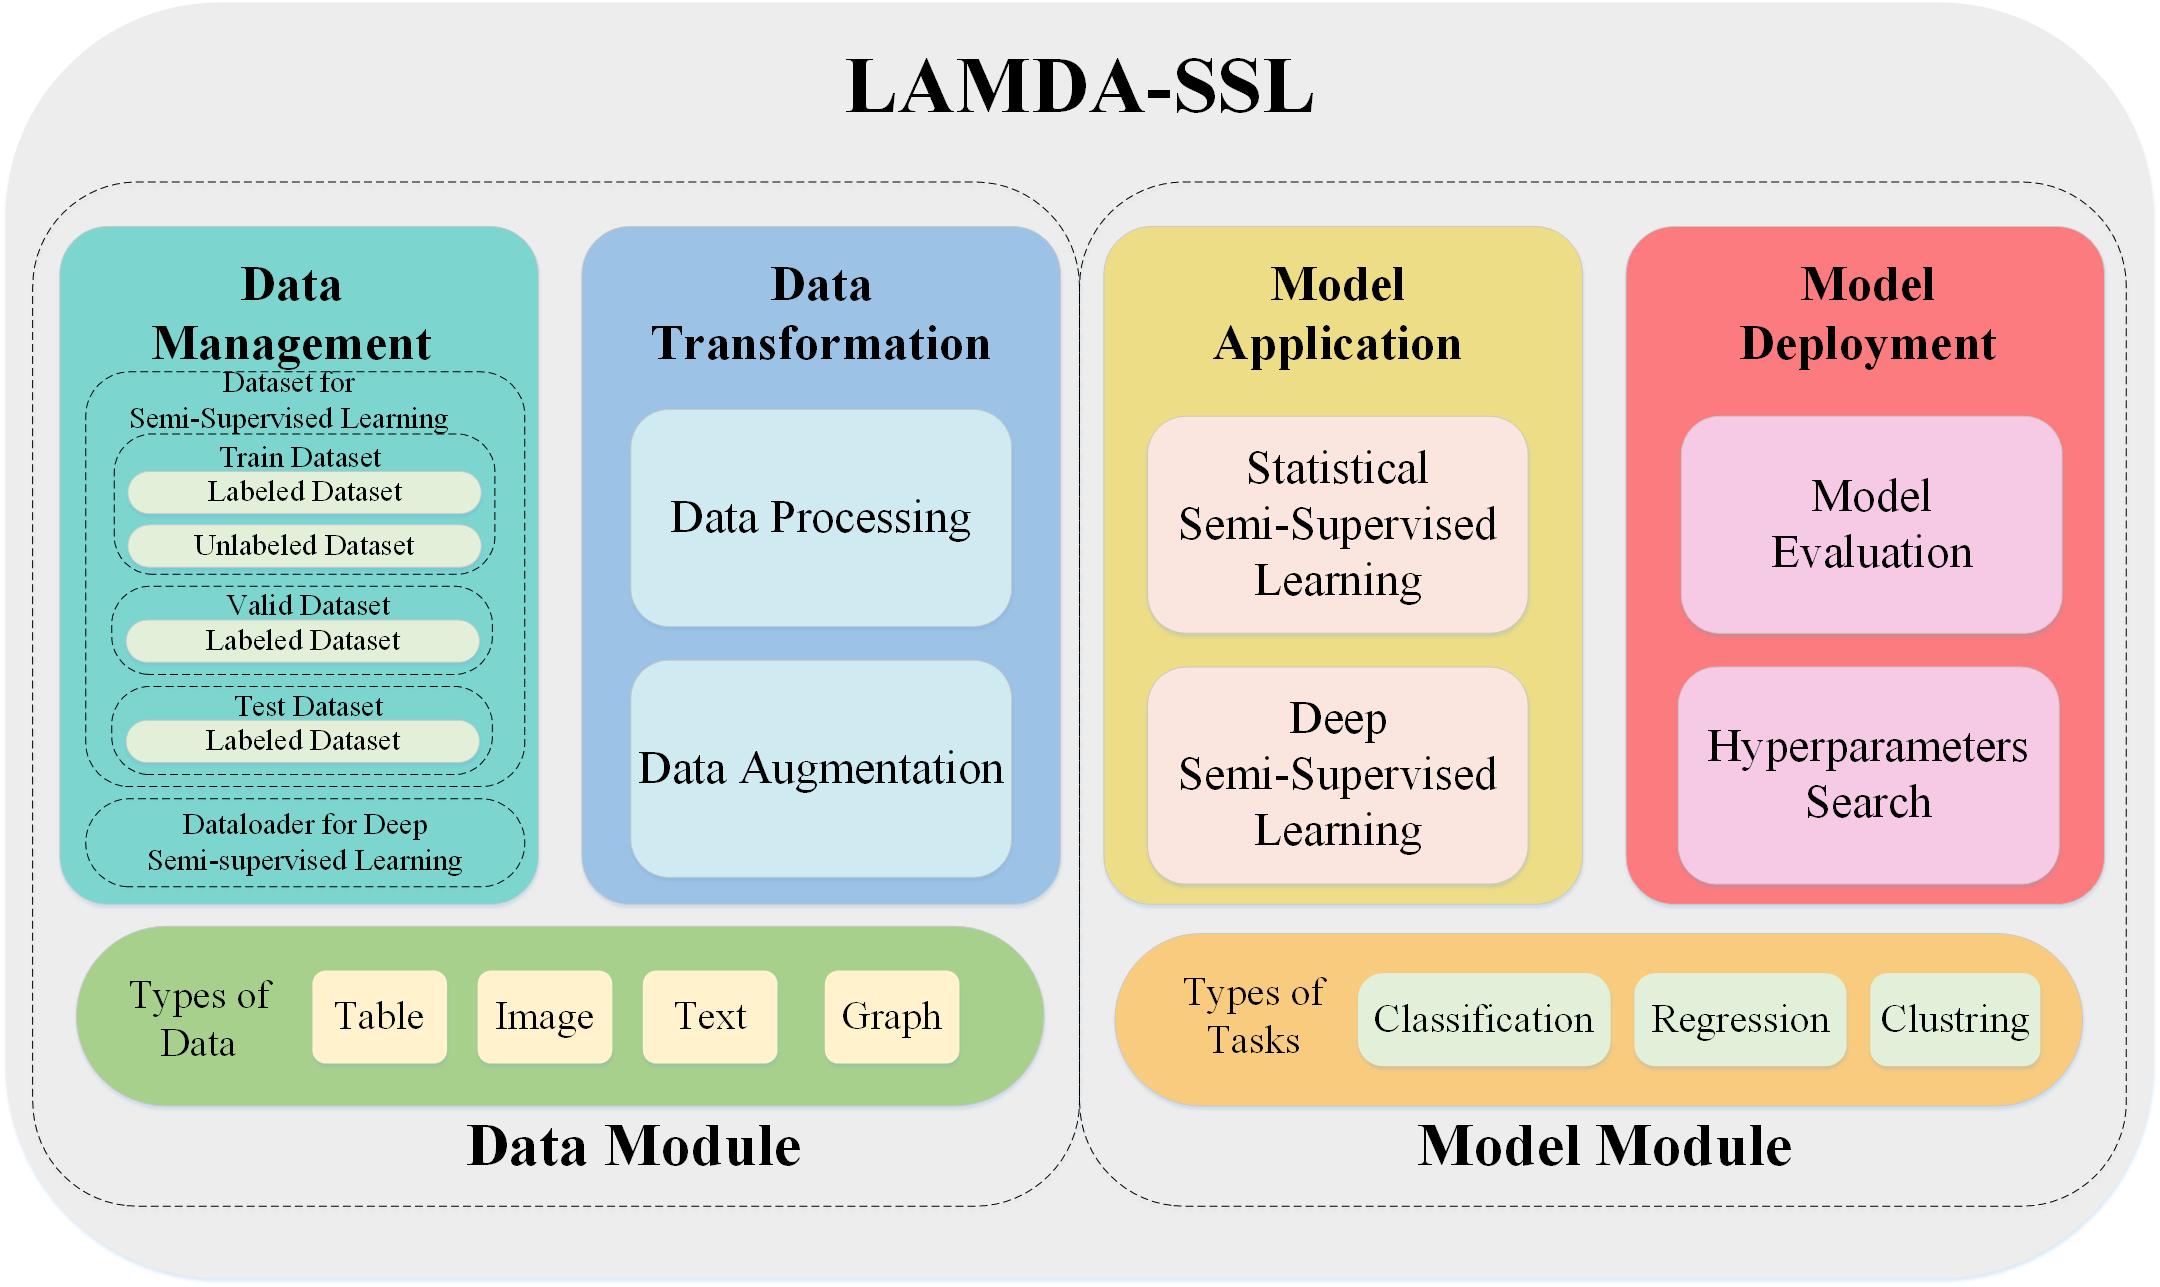 LAMDA-SSL
Data
Management
Dataset for
Semi-Supervised Learning
Train Dataset
Labeled Dataset
Unlabeled Dataset
Valid Dataset
Labeled Dataset
Test Dataset
Labeled Dataset
Dataloader for Deep
Semi-supervised Learning
Data
Transformation
Data Processing
Data Augmentation
Types of
Data
Table
Image
Text
Graph
Data Module
Model
Application
Statistical
Semi-Supervised
Learning
Deep
Semi-Supervised
Learning
Model
Deployment
Model
Evaluation
Hyperparameters
Search
Types of
Tasks
Classification
Regression
Clustring
Model Module